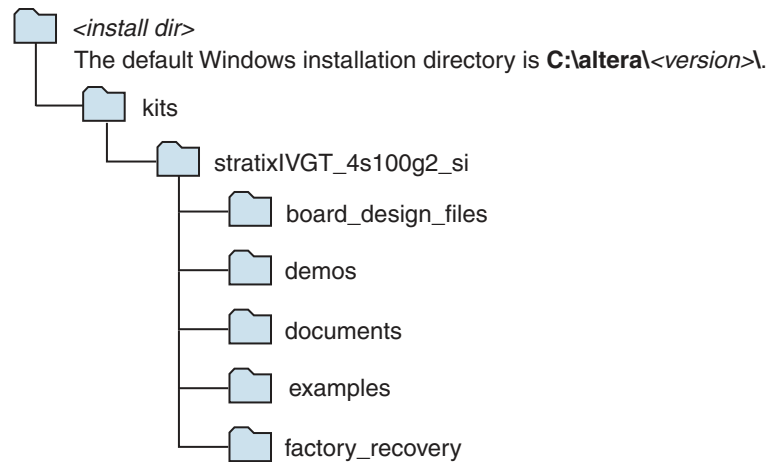 <install dir>
The default Windows installation directory is C:\altera\<version>\.
kits
stratixIVGT_4s100g2_si
board_design_files
demos
documents
examples
factory_recovery